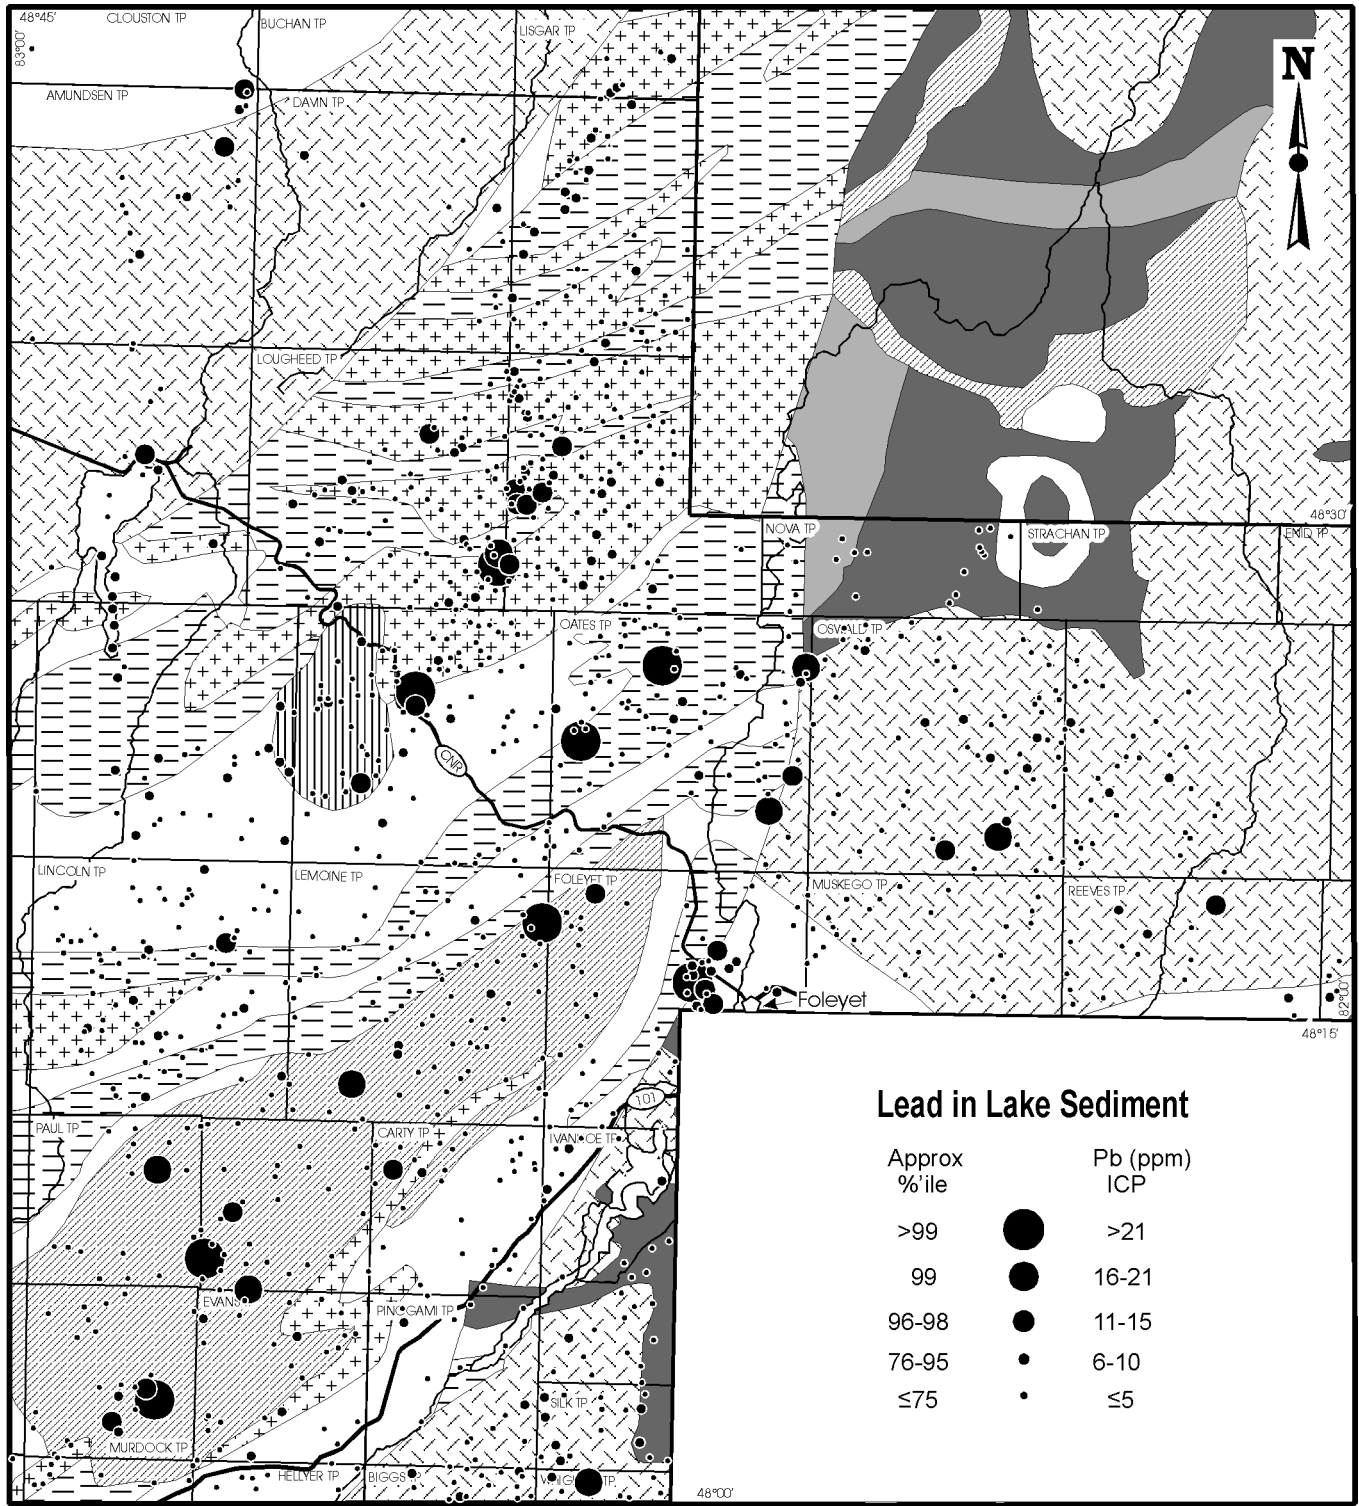 48°45'
CLOUSTON TP
BUCHAN TP
LISGAR TP
83°00'
N
AMUNDSEN TP
DAVIN TP
LOUGHEED TP
48°30'
NOVA TP
STRACHAN TP
ENID TP
OATES TP
OSWALD TP
CNR
LINCOLN TP
LEMOINE TP
FOLEYET TP
MUSKEGO TP
REEVES TP
Foleyet
82°00'
48°15'
101
PAUL TP
CARTY TP
IVANHOE TP
EVANS
PINOGAMI TP
SILK TP
MURDOCK TP
HELLYER TP
BIGGS
TP
48°00'
Lead in Lake Sediment
Approx
%'ile
Pb (ppm)
ICP
>99 >21
99 16-21
96-98 11-15
76-95 6-10
≤75 ≤5